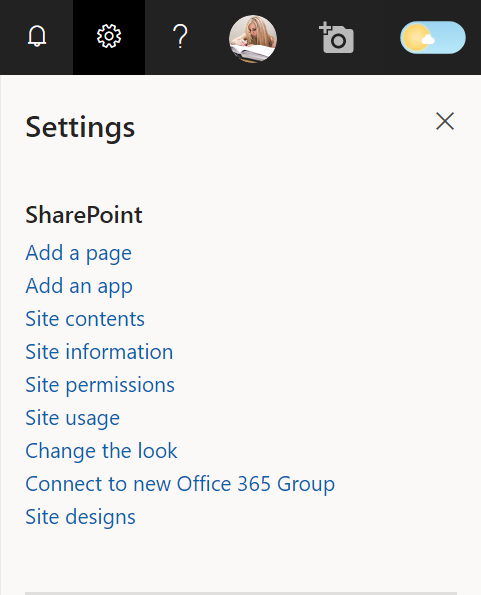 Settings
SharePoint
Add a page
Add an app
Site contents
Site information
Site permissions
Site usage
Change the look
Connect to new Office 365 Group
Site designs